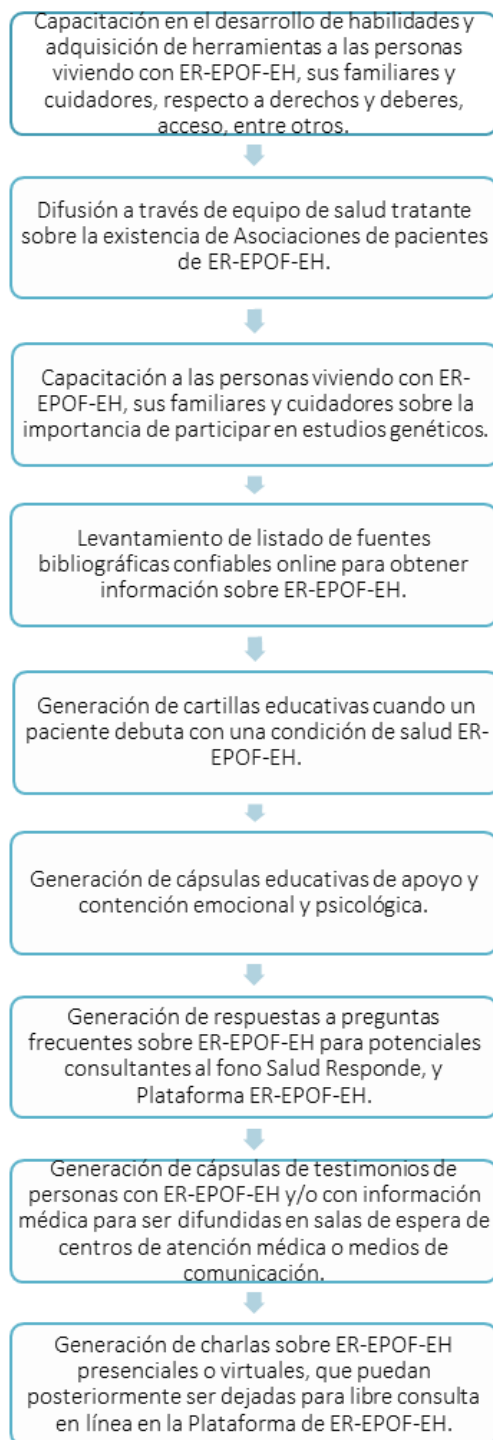 Capacitación en el desarrollo de habilidades y
adquisición de herramientas a las personas
viviendo con ER-EPOF-EH, sus familiares y
cuidadores, respecto a derechos y deberes,
acceso, entre otros.
Difusión a través de equipo de salud tratante
sobre la existencia de Asociaciones de pacientes
de ER-EPOF-EH.
Capacitación a las personas viviendo con ER-
EPOF-EH, sus familiares y cuidadores sobre la
importancia de participar en estudios genéticos.
Levantamiento de listado de fuentes
bibliográficas confiables online para obtener
información sobre ER-EPOF-EH.
Generación de cartillas educativas cuando un
paciente debuta con una condición de salud ER-
EPOF-EH.
Generación de cápsulas educativas de apoyo y
contención emocional y psicológica.
Generación de respuestas a preguntas
frecuentes sobre ER-EPOF-EH para potenciales
consultantes al fono Salud Responde, y
Plataforma ER-EPOF-EH.
Generación de cápsulas de testimonios de
personas con ER-EPOF-EH y/o con información
médica para ser difundidas en salas de espera de
centros de atención médica o medios de
comunicación.
Generación de charlas sobre ER-EPOF-EH
presenciales o virtuales, que puedan
posteriormente ser dejadas para libre consulta
en línea en la Plataforma de ER-EPOF-EH.